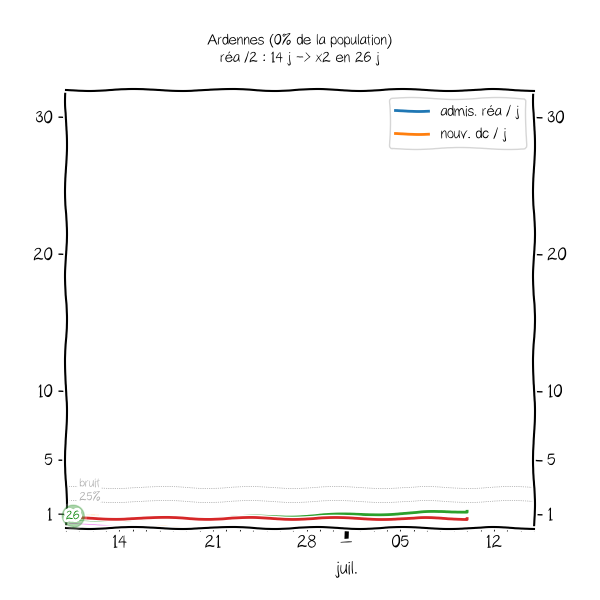 Ardennes (0% de la population)
réa /2 : 14 j -> x2 en 26 j
admis. réa / j
nouv. dc / j
30
30
20
20
10
10
5
5
bruit
25%
1
26
1
14
21
28
05
12
juil.